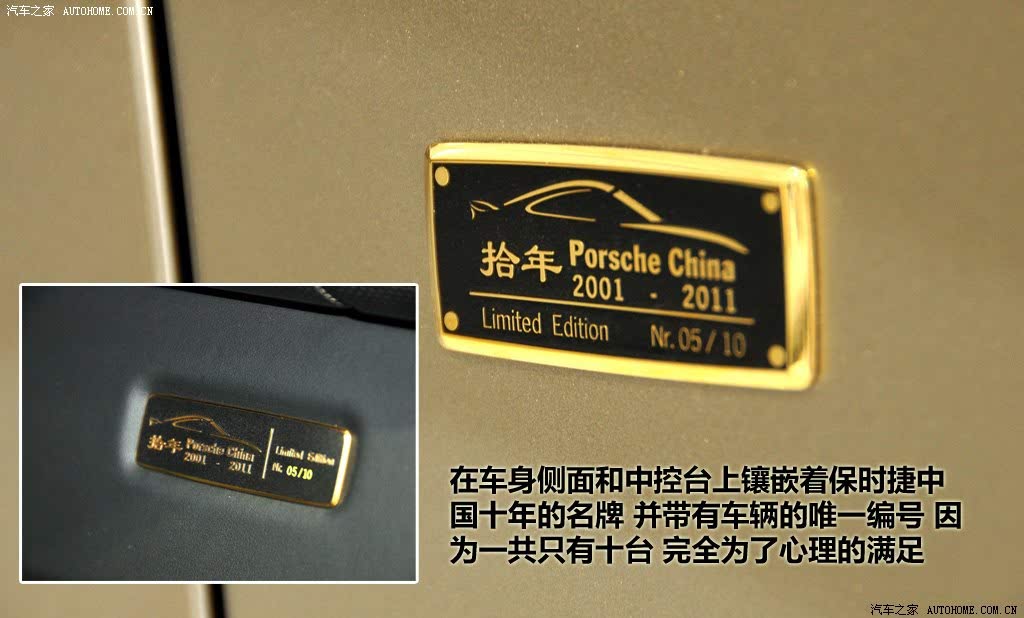 汽车之家 AUTOHOME.COM.CN
拾年 Porsche China
2001 - 2011
Limited Edition Nr. 05/10
拾年 Porsche China
2001 - 2011
Limited Edition
Nr. 05/10
在车身侧面和中控台上镶嵌着保时捷中
国十年的名牌 并带有车辆的唯一编号 因
为一共只有十台 完全为了心理的满足
汽车之家 AUTOHOME.COM.CN